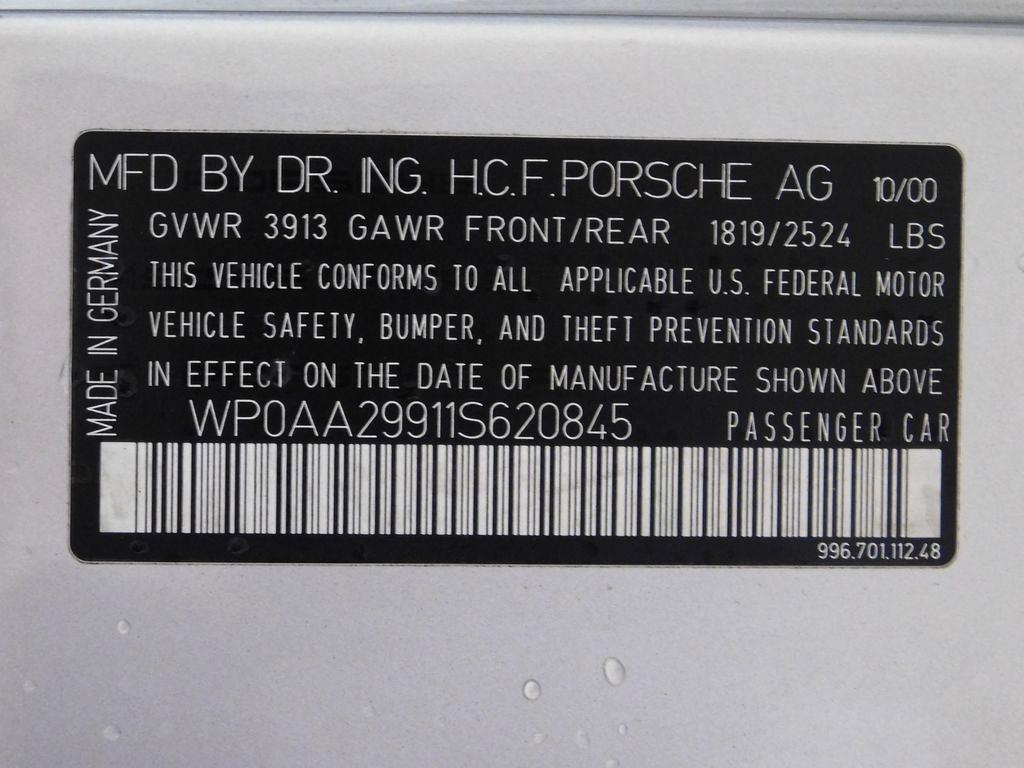 MFD BY DR. ING. H.C.F.PORSCHE AG 10/00
GVWR 3913 GAWR FRONT/REAR 1819/2524 LBS
THIS VEHICLE CONFORMS TO ALL APPLICABLE U.S. FEDERAL MOTOR
VEHICLE SAFETY, BUMPER, AND THEFT PREVENTION STANDARDS
IN EFFECT ON THE DATE OF MANUFACTURE SHOWN ABOVE
WP0AA29911S620845 PASSENGER CAR
996.701.112.48
MADE IN GERMANY